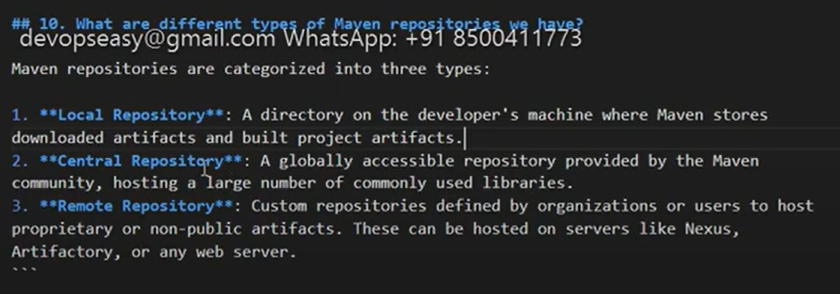 ## 10. What are different types of Maven repositories we have?
devopseasy@gmail.com WhatsApp: +91 8500411773
Maven repositories are categorized into three types:
1. **Local Repository**: A directory on the developer's machine where Maven stores
downloaded artifacts and built project artifacts.
2. **Central Repository**: A globally accessible repository provided by the Maven
community, hosting a large number of commonly used libraries.
3. **Remote Repository**: Custom repositories defined by organizations or users to host
proprietary or non-public artifacts. These can be hosted on servers like Nexus,
Artifactory, or any web server.
```